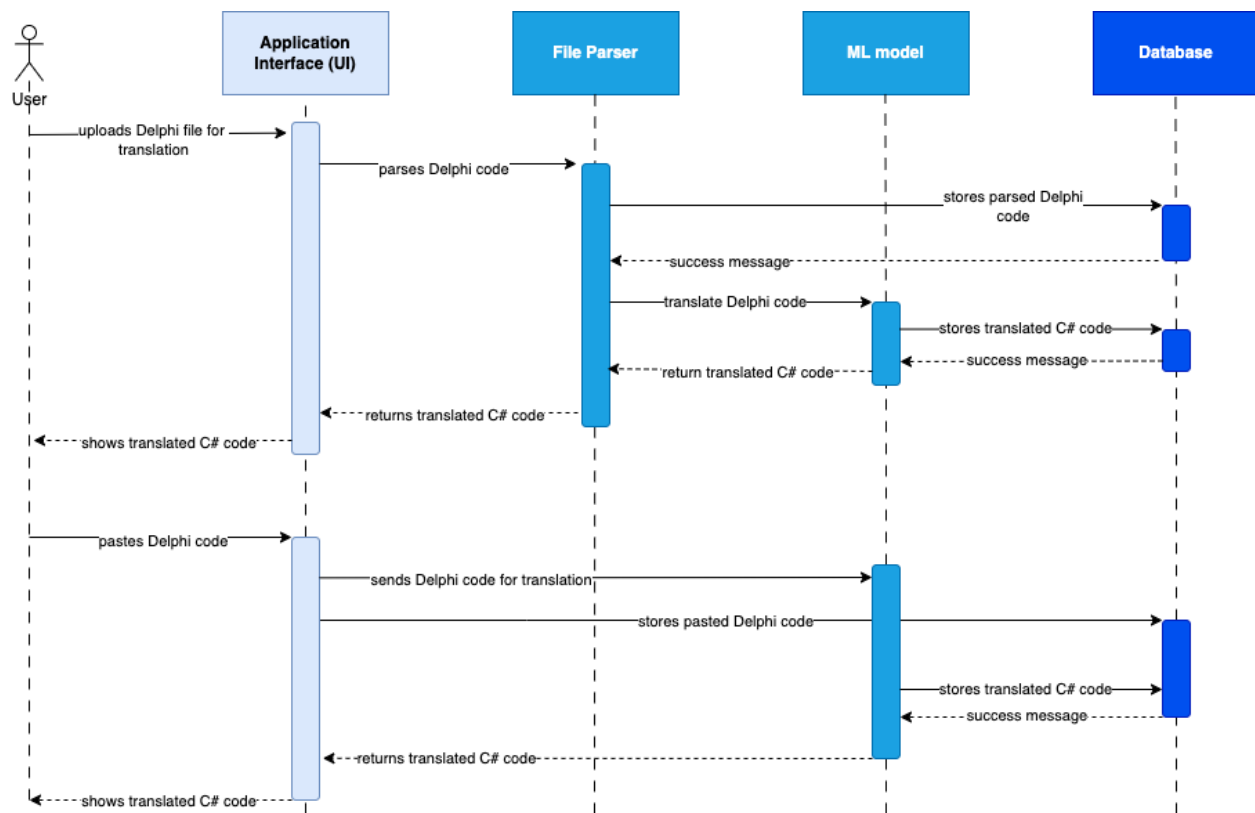 Application
Interface (UI)
File Parser
ML model
Database
User
uploads Delphi file for
translation
parses Delphi code
stores parsed Delphi
code
success message
translate Delphi code
stores translated C# code
success message
return translated C# code
returns translated C# code
shows translated C# code
pastes Delphi code
sends Delphi code for translation
stores pasted Delphi code
stores translated C# code
success message
returns translated C# code
shows translated C# code